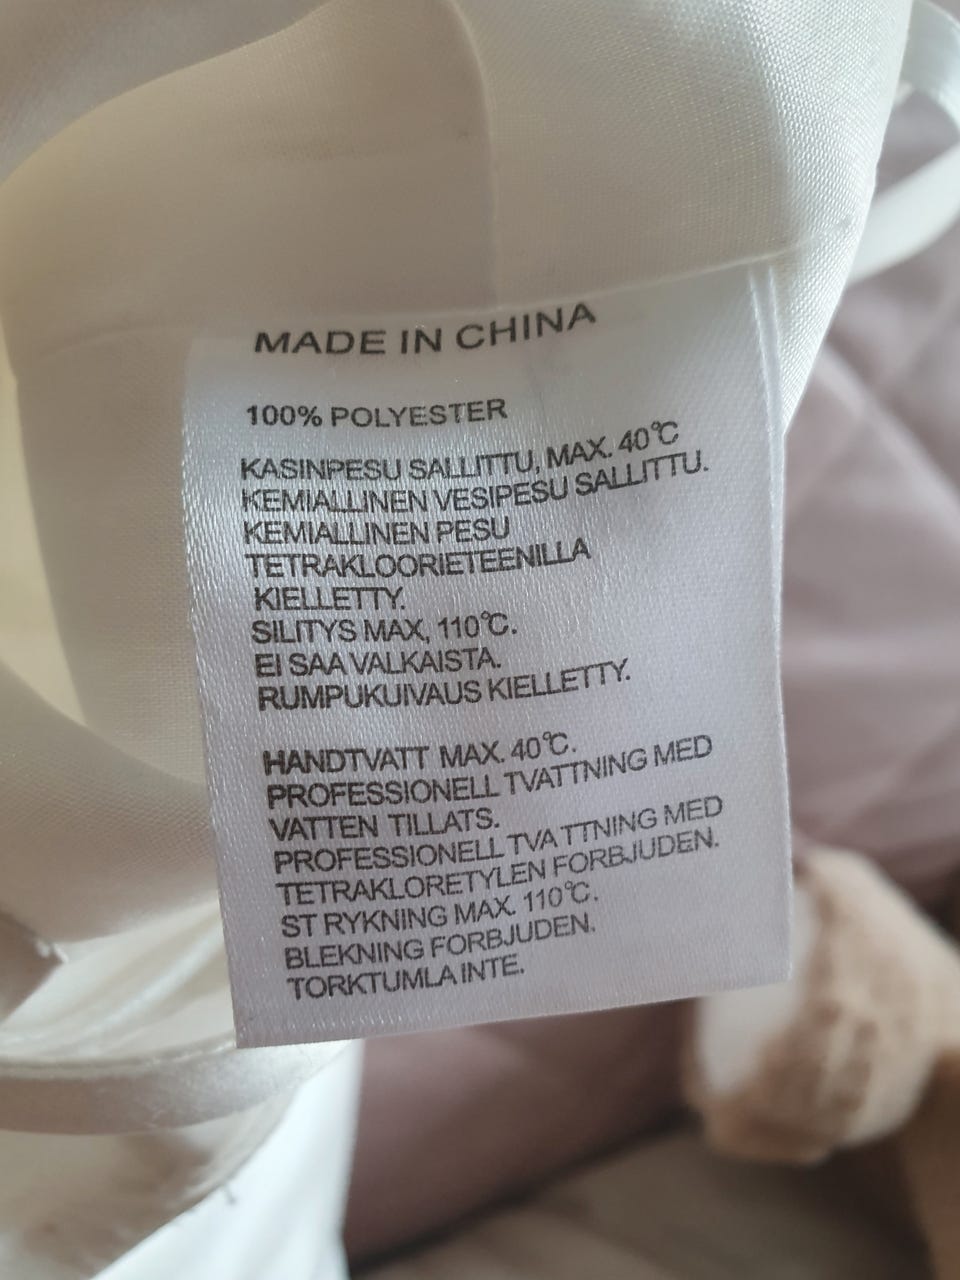 MADE IN CHINA
100% POLYESTER
KASINPESU SALLITTU, MAX. 40℃
KEMIALLINEN VESIPESU SALLITTU.
KEMIALLINEN PESU
TETRAKLOORIETEENILLA
KIELLETTY.
SILITYS MAX, 110℃.
EI SAA VALKAISTA.
RUMPUKUIVAUS KIELLETTY.
HANDTVATT MAX. 40℃.
PROFESSIONELL TVATTNING MED
VATTEN TILLATS.
PROFESSIONELL TVA TTNING MED
TETRAKLORETYLEN FORBJUDEN.
ST RYKNING MAX. 110℃.
BLEKNING FORBJUDEN.
TORKTUMLA INTE.